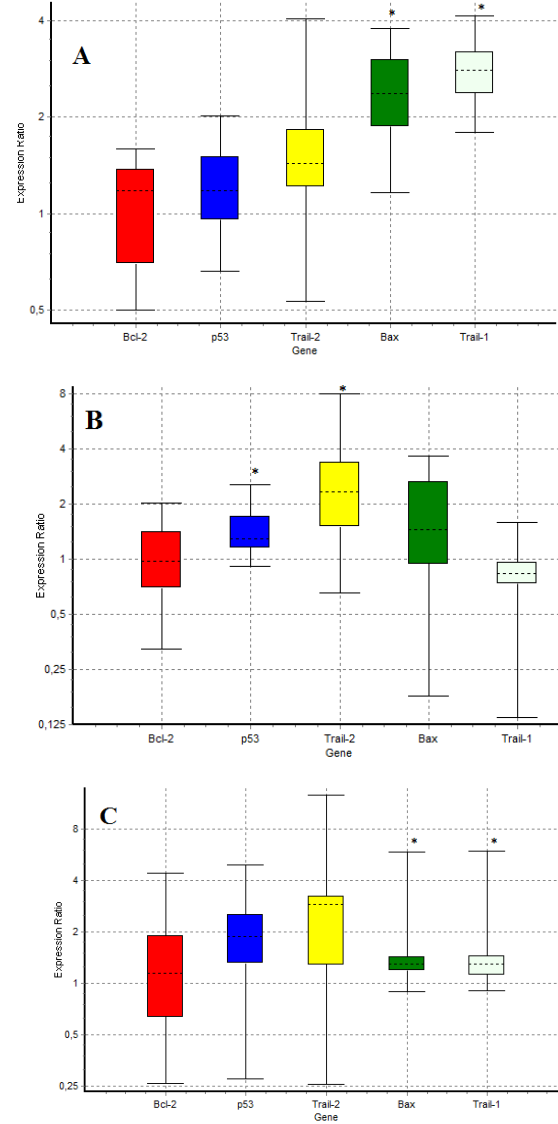 4
*
*
A
2
Expression Ratio
1
0,5
Bcl-2 p53 Trail-2 Bax Trail-1
Gene
8
*
B
4
*
2
Expression Ratio
1
0,5
0,25
0,125
Bcl-2 p53 Trail-2 Bax Trail-1
Gene
C
8
*
*
4
Expression Ratio
2
1
0,5
0,25
Bcl-2 p53 Trail-2 Bax Trail-1
Gene